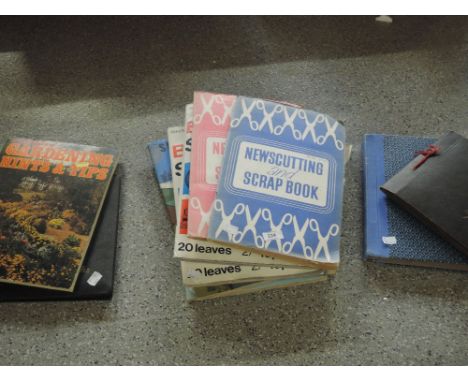 GARDENING
HINTS & TIPS
NEWSCUTTING
and
SCRAP BOOK
20 leaves
20 leaves